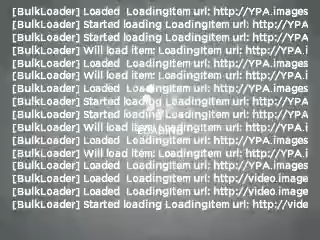 [BulkLoader] Loaded LoadingItem url: http://YPA.images
[BulkLoader] Started loading LoadingItem url: http://YPA
[BulkLoader] Started loading LoadingItem url: http://YPA
[BulkLoader] Will load item: LoadingItem url: http://YPA.i
[BulkLoader] Loaded LoadingItem url: http://YPA.images
[BulkLoader] Will load item: LoadingItem url: http://YPA.i
[BulkLoader] Loaded LoadingItem url: http://YPA.images
[BulkLoader] Started loading LoadingItem url: http://YPA
[BulkLoader] Started loading LoadingItem url: http://YPA
[BulkLoader] Will load item: LoadingItem url: http://YPA.i
[BulkLoader] Loaded LoadingItem url: http://YPA.images
[BulkLoader] Will load item: LoadingItem url: http://YPA.i
[BulkLoader] Loaded LoadingItem url: http://YPA.images
[BulkLoader] Loaded LoadingItem url: http://video.image
[BulkLoader] Loaded LoadingItem url: http://video.image
[BulkLoader] Started loading LoadingItem url: http://vide